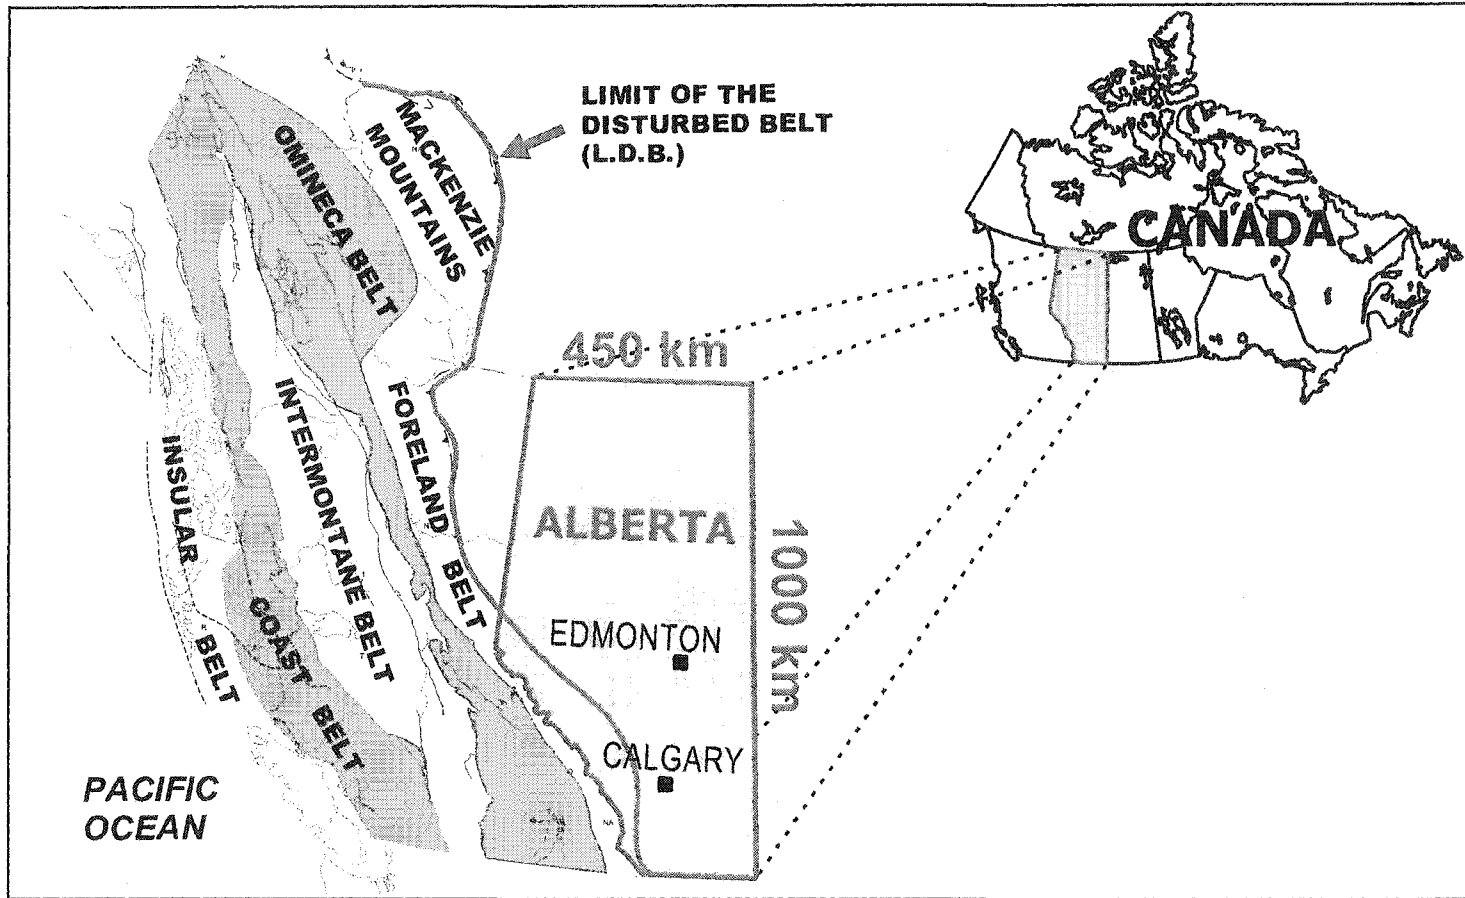 LIMIT OF THE
DISTURBED BELT
(L.D.B.)
MACKENZIE
MOUNTAINS
OMINECA BELT
CANADA
450 km
FORELAND
BELT
INTERMONTANE BELT
INSULAR
BELT
COAST
BELT
ALBERTA
1000 km
EDMONTON
CALGARY
NA
PACIFIC
OCEAN